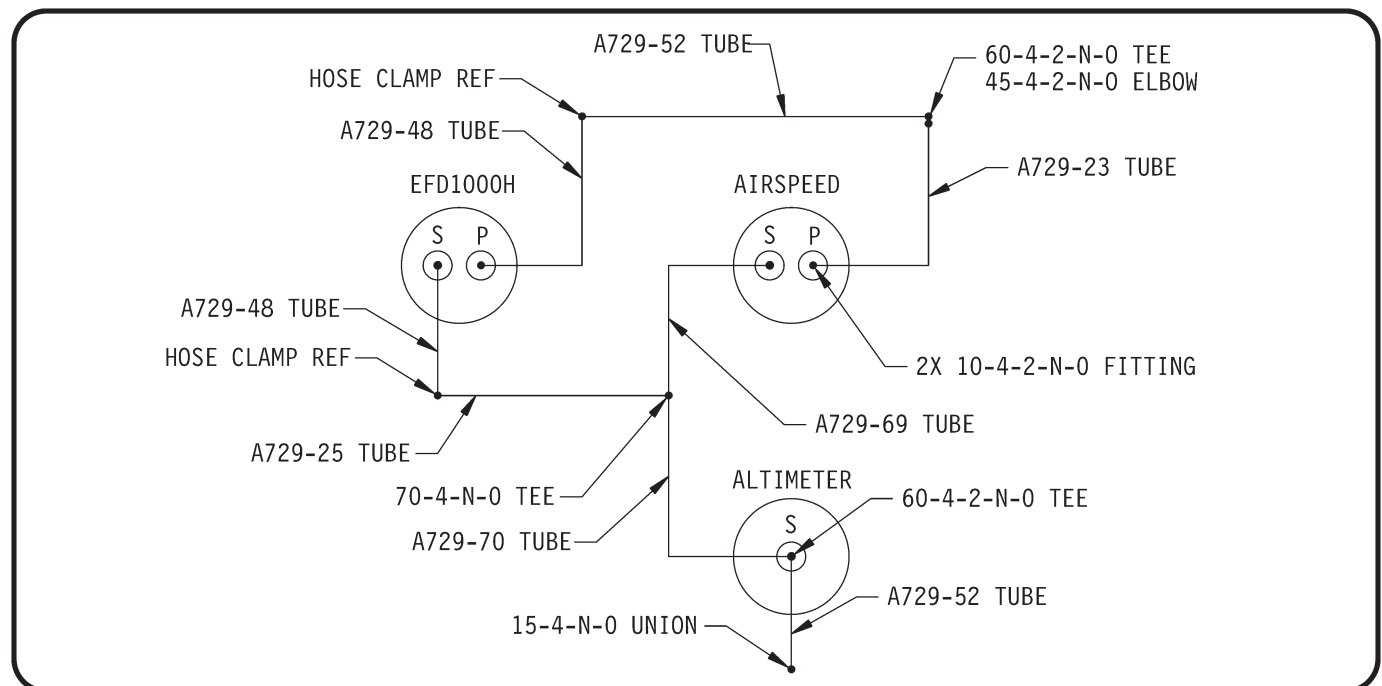 A729-52 TUBE
60-4-2-N-O TEE
45-4-2-N-O ELBOW
HOSE CLAMP REF
A729-48 TUBE
A729-23 TUBE
EFD1000H
AIRSPEED
S P
S P
A729-48 TUBE
HOSE CLAMP REF
2X 10-4-2-N-O FITTING
A729-69 TUBE
A729-25 TUBE
ALTIMETER
70-4-N-O TEE
60-4-2-N-O TEE
S
A729-70 TUBE
A729-52 TUBE
15-4-N-O UNION